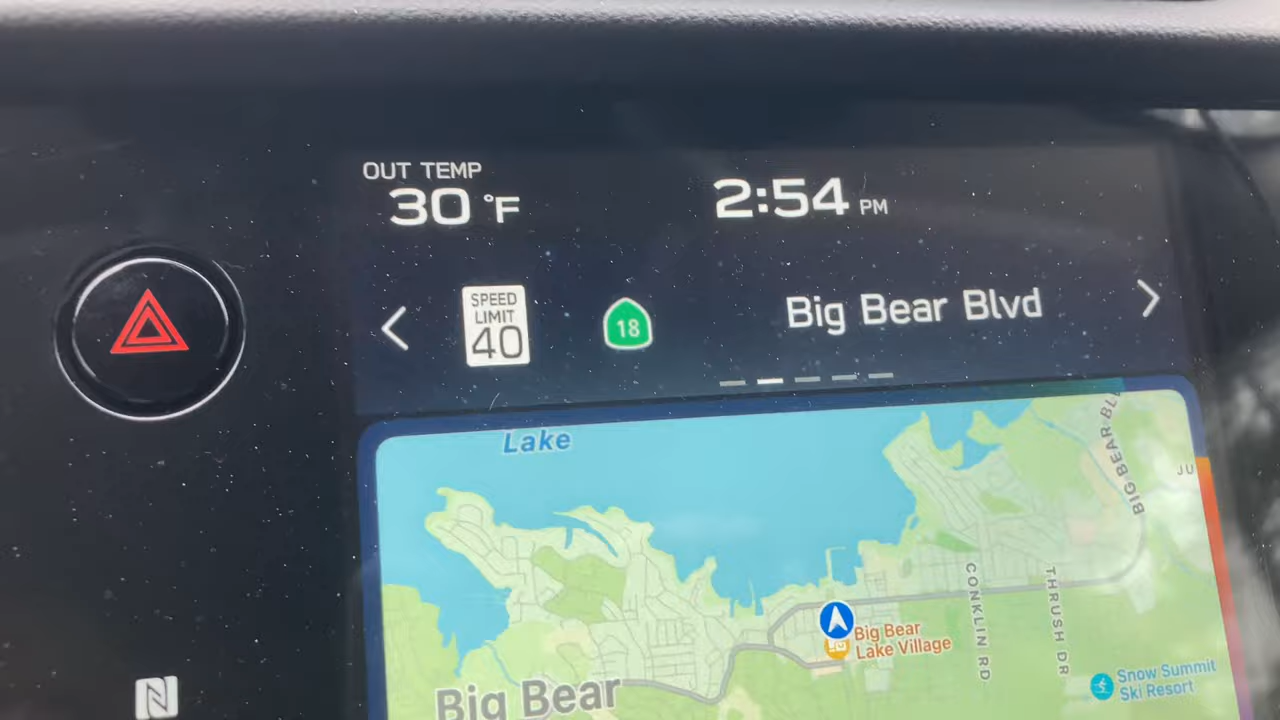 OUT TEMP
30 °F
2:54 PM
SPEED
LIMIT
40
18
Big Bear Blvd
Lake
BIG BEAR BL
JU
CONKLIN RD
THRUSH DR
Big Bear
Lake Village
Snow Summit
Ski Resort
Big Bear
N